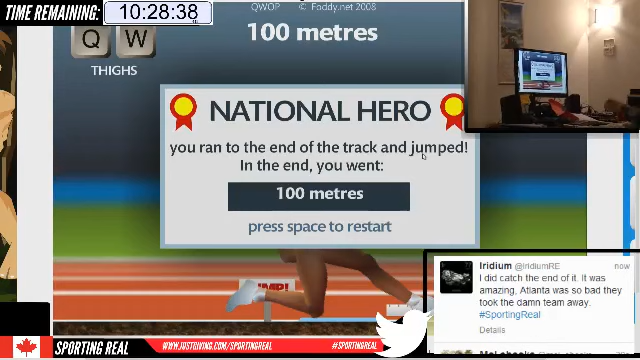 TIME REMAINING: 10:28:38
QWOP © Foddy.net 2008
Q W
THIGHS
100 metres
NATIONAL HERO
you ran to the end of the track and jumped!
In the end, you went:
100 metres
press space to restart
JUMP!
Iridium @IridiumRE now
I did catch the end of it. It was
amazing, Atlanta was so bad they
took the damn team away.
#SportingReal
Details
SPORTING REAL WWW.JUSTGIVING.COM/SPORTINGREAL #SPORTINGREAL